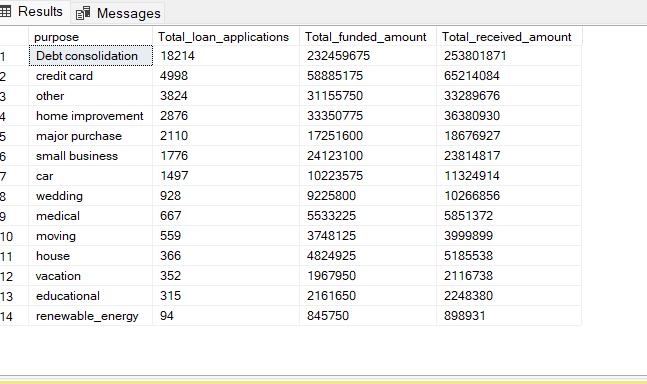 Results Messages
purpose Total_loan_applications Total_funded_amount Total_received_amount
1 Debt consolidation 18214 232459675 253801871
2 credit card 4998 58885175 65214084
3 other 3824 31155750 33289676
4 home improvement 2876 33350775 36380930
5 major purchase 2110 17251600 18676927
6 small business 1776 24123100 23814817
7 car 1497 10223575 11324914
8 wedding 928 9225800 10266856
9 medical 667 5533225 5851372
10 moving 559 3748125 3999899
11 house 366 4824925 5185538
12 vacation 352 1967950 2116738
13 educational 315 2161650 2248380
14 renewable_energy 94 845750 898931